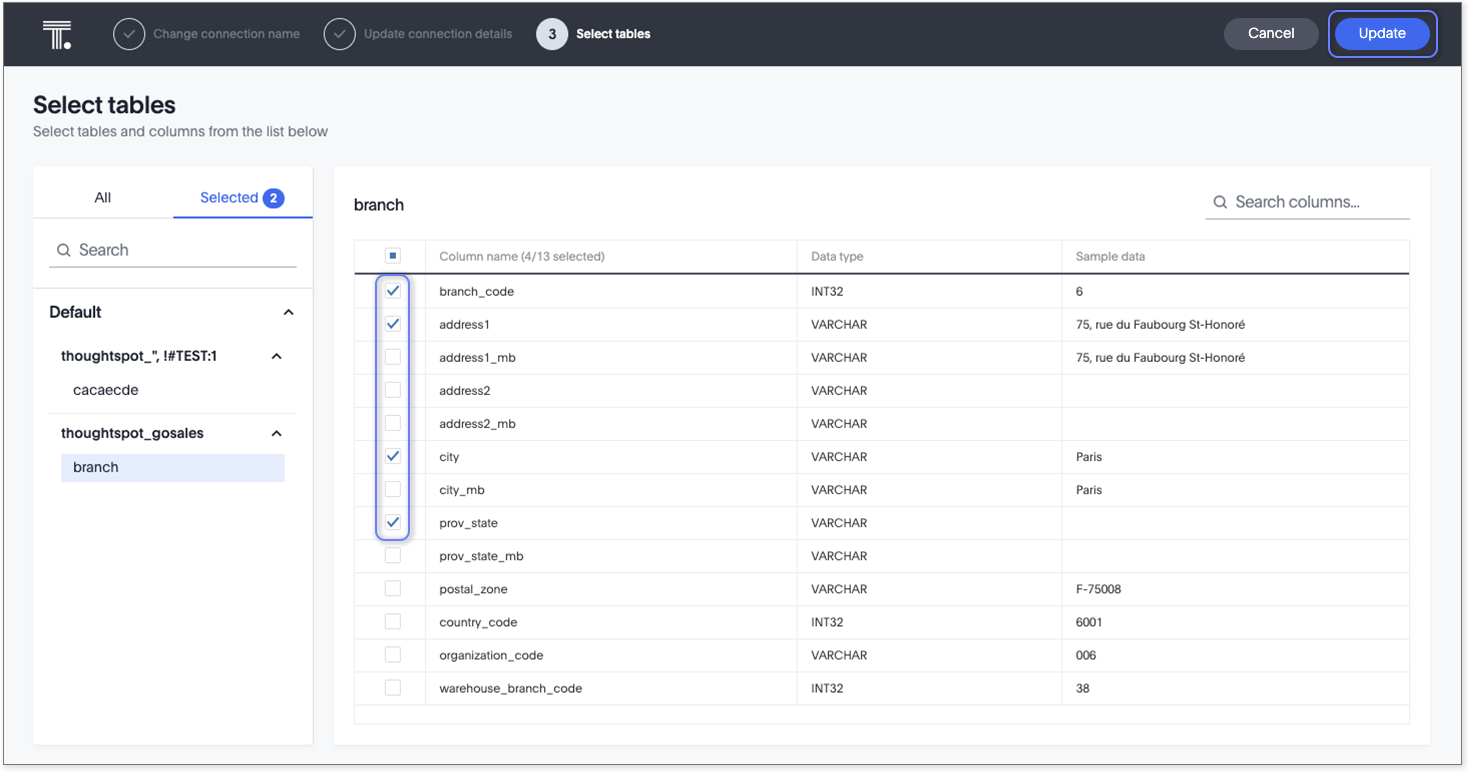 T. Change connection name Update connection details 3 Select tables Cancel Update
Select tables
Select tables and columns from the list below
All Selected 2
Search
Default
thoughtspot_", !#TEST:1
cacaecde
thoughtspot_gosales
branch
branch Search columns...
Column name (4/13 selected) Data type Sample data
branch_code INT32 6
address1 VARCHAR 75, rue du Faubourg St-Honoré
address1_mb VARCHAR 75, rue du Faubourg St-Honoré
address2 VARCHAR
address2_mb VARCHAR
city VARCHAR Paris
city_mb VARCHAR Paris
prov_state VARCHAR
prov_state_mb VARCHAR
postal_zone VARCHAR F-75008
country_code INT32 6001
organization_code VARCHAR 006
warehouse_branch_code INT32 38